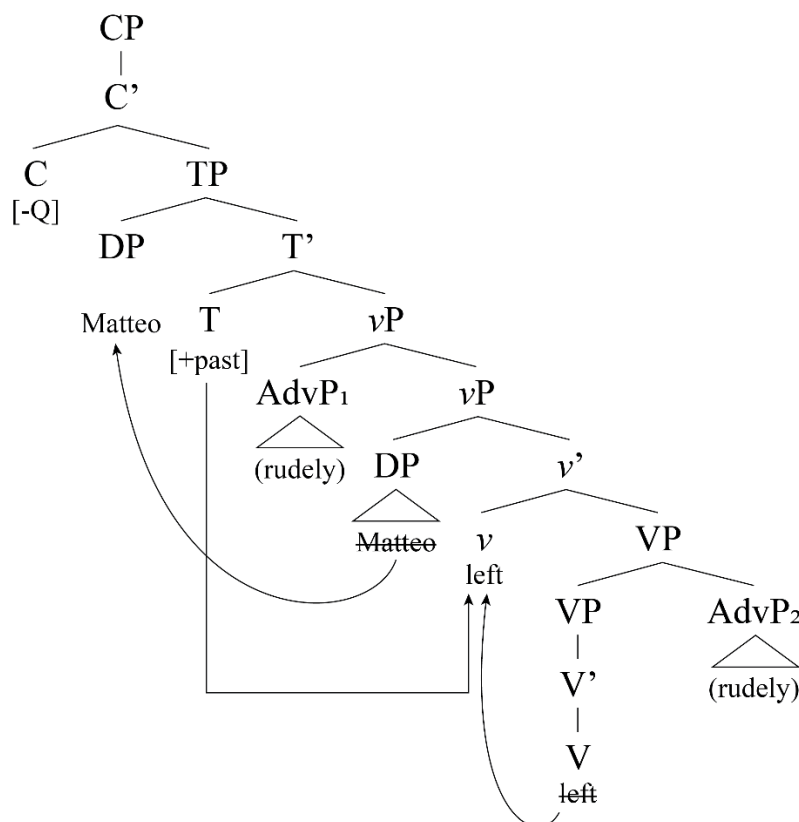 CP
C’
C TP
[-Q]
DP T’
Matteo T vP
[+past]
AdvP₁ vP
(rudely)
DP v’
Matteo v VP
left
VP AdvP₂
V’ (rudely)
V
left